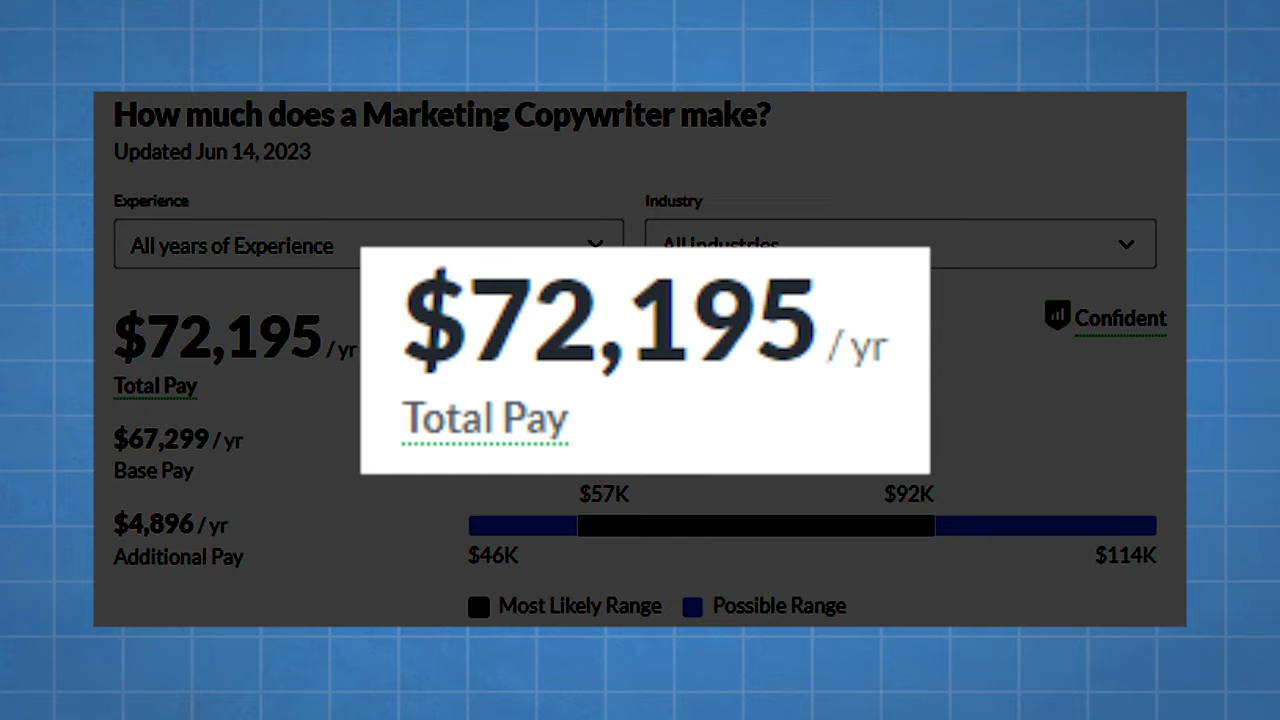 How much does a Marketing Copywriter make?
Updated Jun 14, 2023
Experience
Industry
All years of Experience
All industries
$72,195 / yr
Total Pay
$72,195 / yr
Total Pay
Confident
$67,299 / yr
Base Pay
$4,896 / yr
Additional Pay
$57K
$92K
$46K
$114K
Most Likely Range
Possible Range